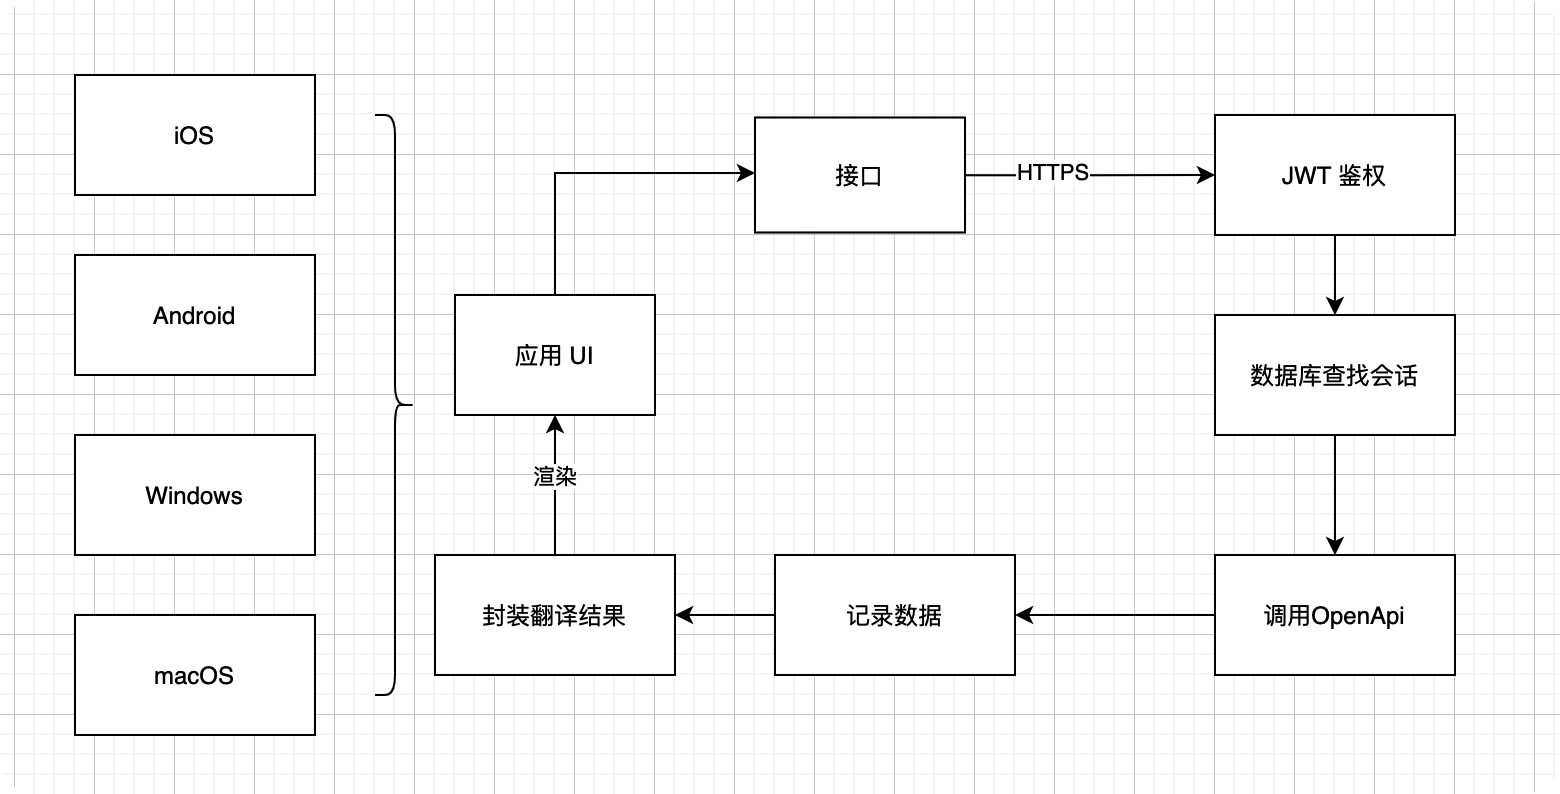 iOS
Android
Windows
macOS
应用 UI
接口
HTTPS
JWT 鉴权
数据库查找会话
调用OpenApi
记录数据
封装翻译结果
渲染